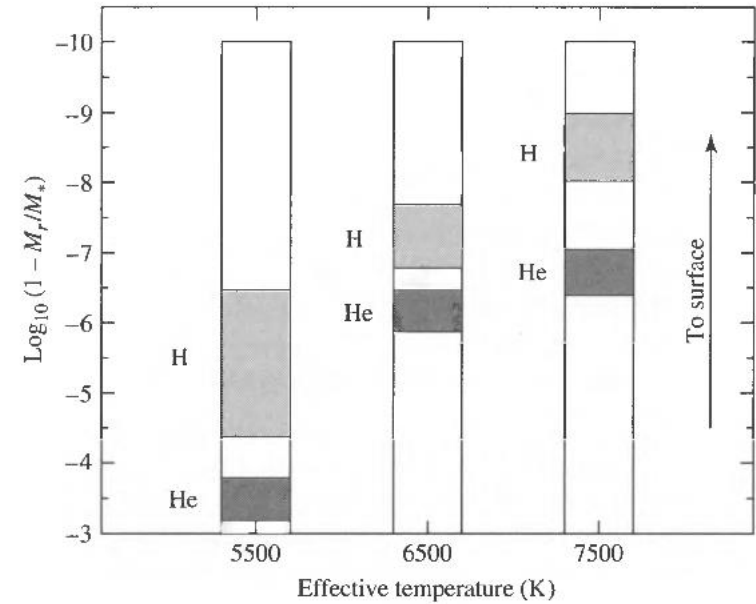 Log₁₀ (1 − Mᵣ/M*)
-10
-9
-8
-7
-6
-5
-4
-3
H
He
H
He
H
He
To surface
5500
6500
7500
Effective temperature (K)